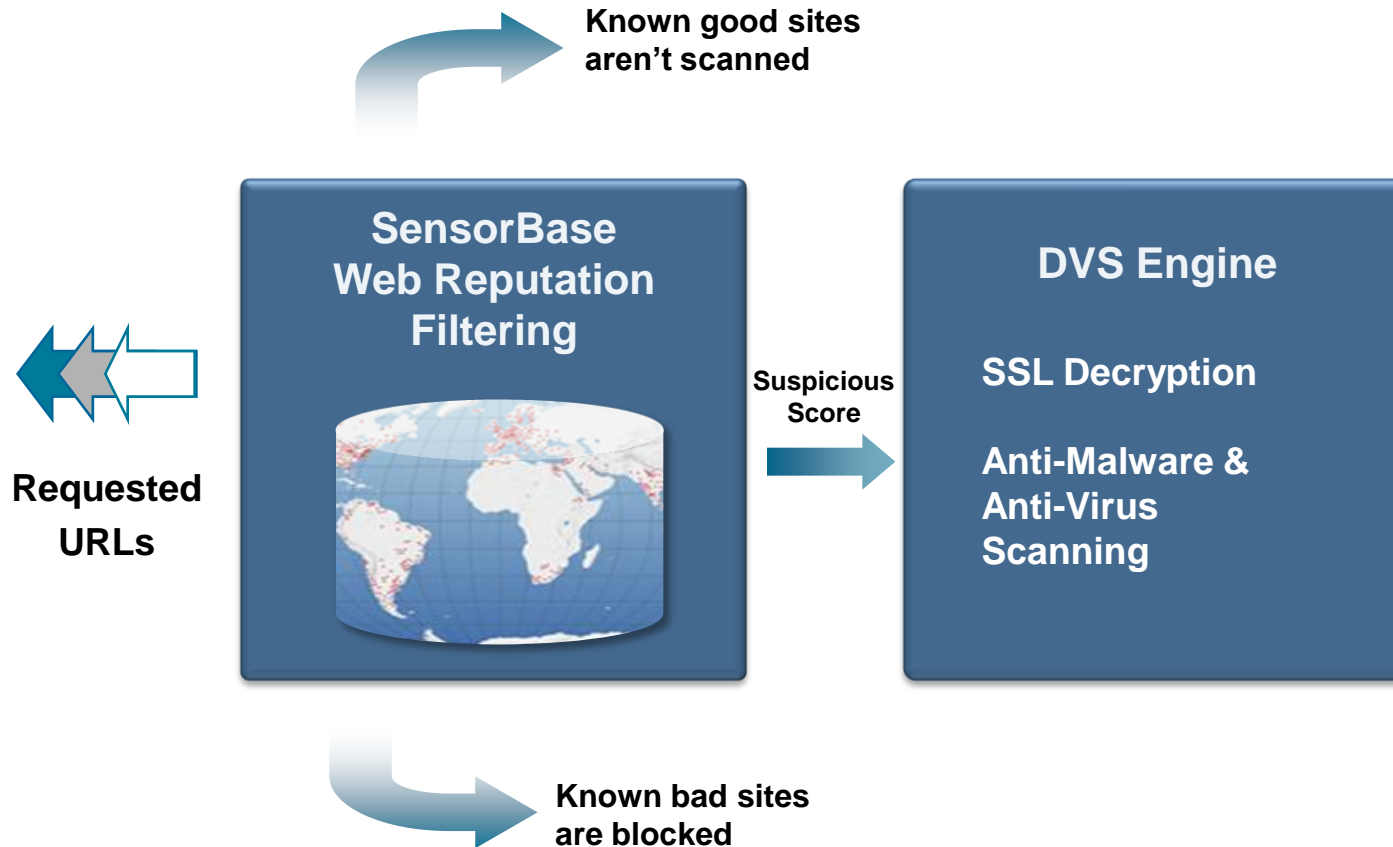 Known good sites
aren’t scanned
SensorBase
Web Reputation
Filtering
DVS Engine
SSL Decryption
Anti-Malware &
Anti-Virus
Scanning
Suspicious
Score
Requested
URLs
Known bad sites
are blocked